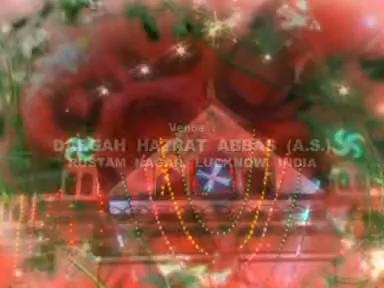 Venue :
DARGAH HAZRAT ABBAS (A.S.)
RUSTAM NAGAR, LUCKNOW, INDIA